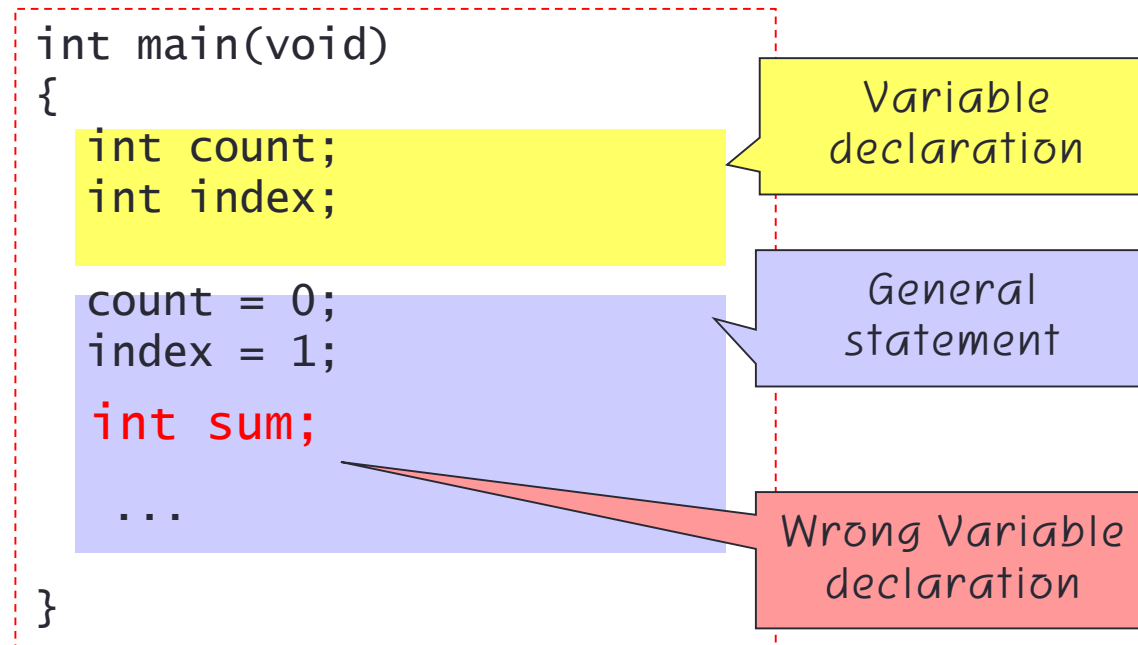 int main(void)
{
int count;
int index;
count = 0;
index = 1;
int sum;
...
}
Variable
declaration
General
statement
Wrong Variable
declaration